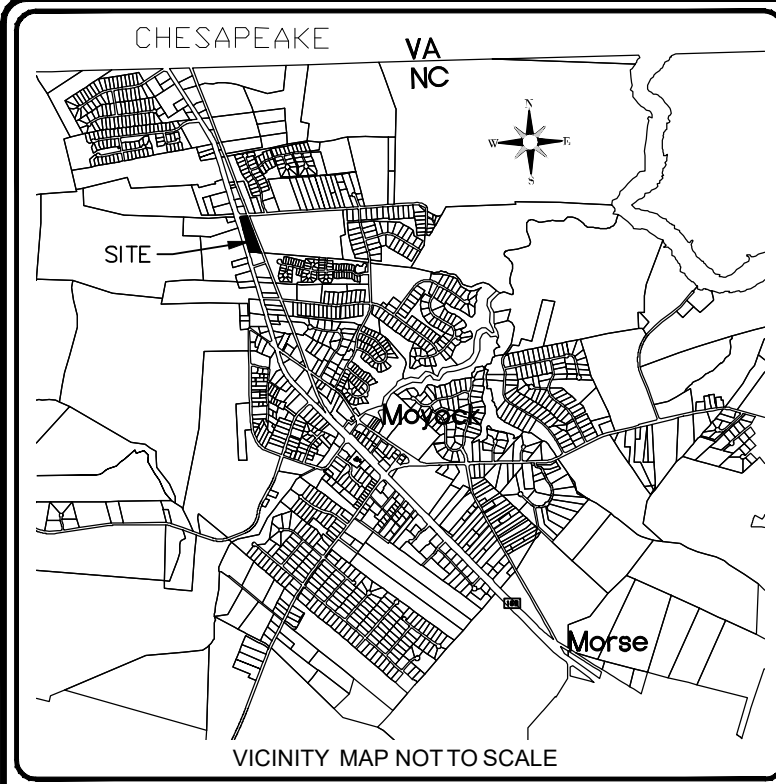 CHESAPEAKE
VA
NC
N
W E
S
SITE
Moyock
Morse
VICINITY MAP NOT TO SCALE